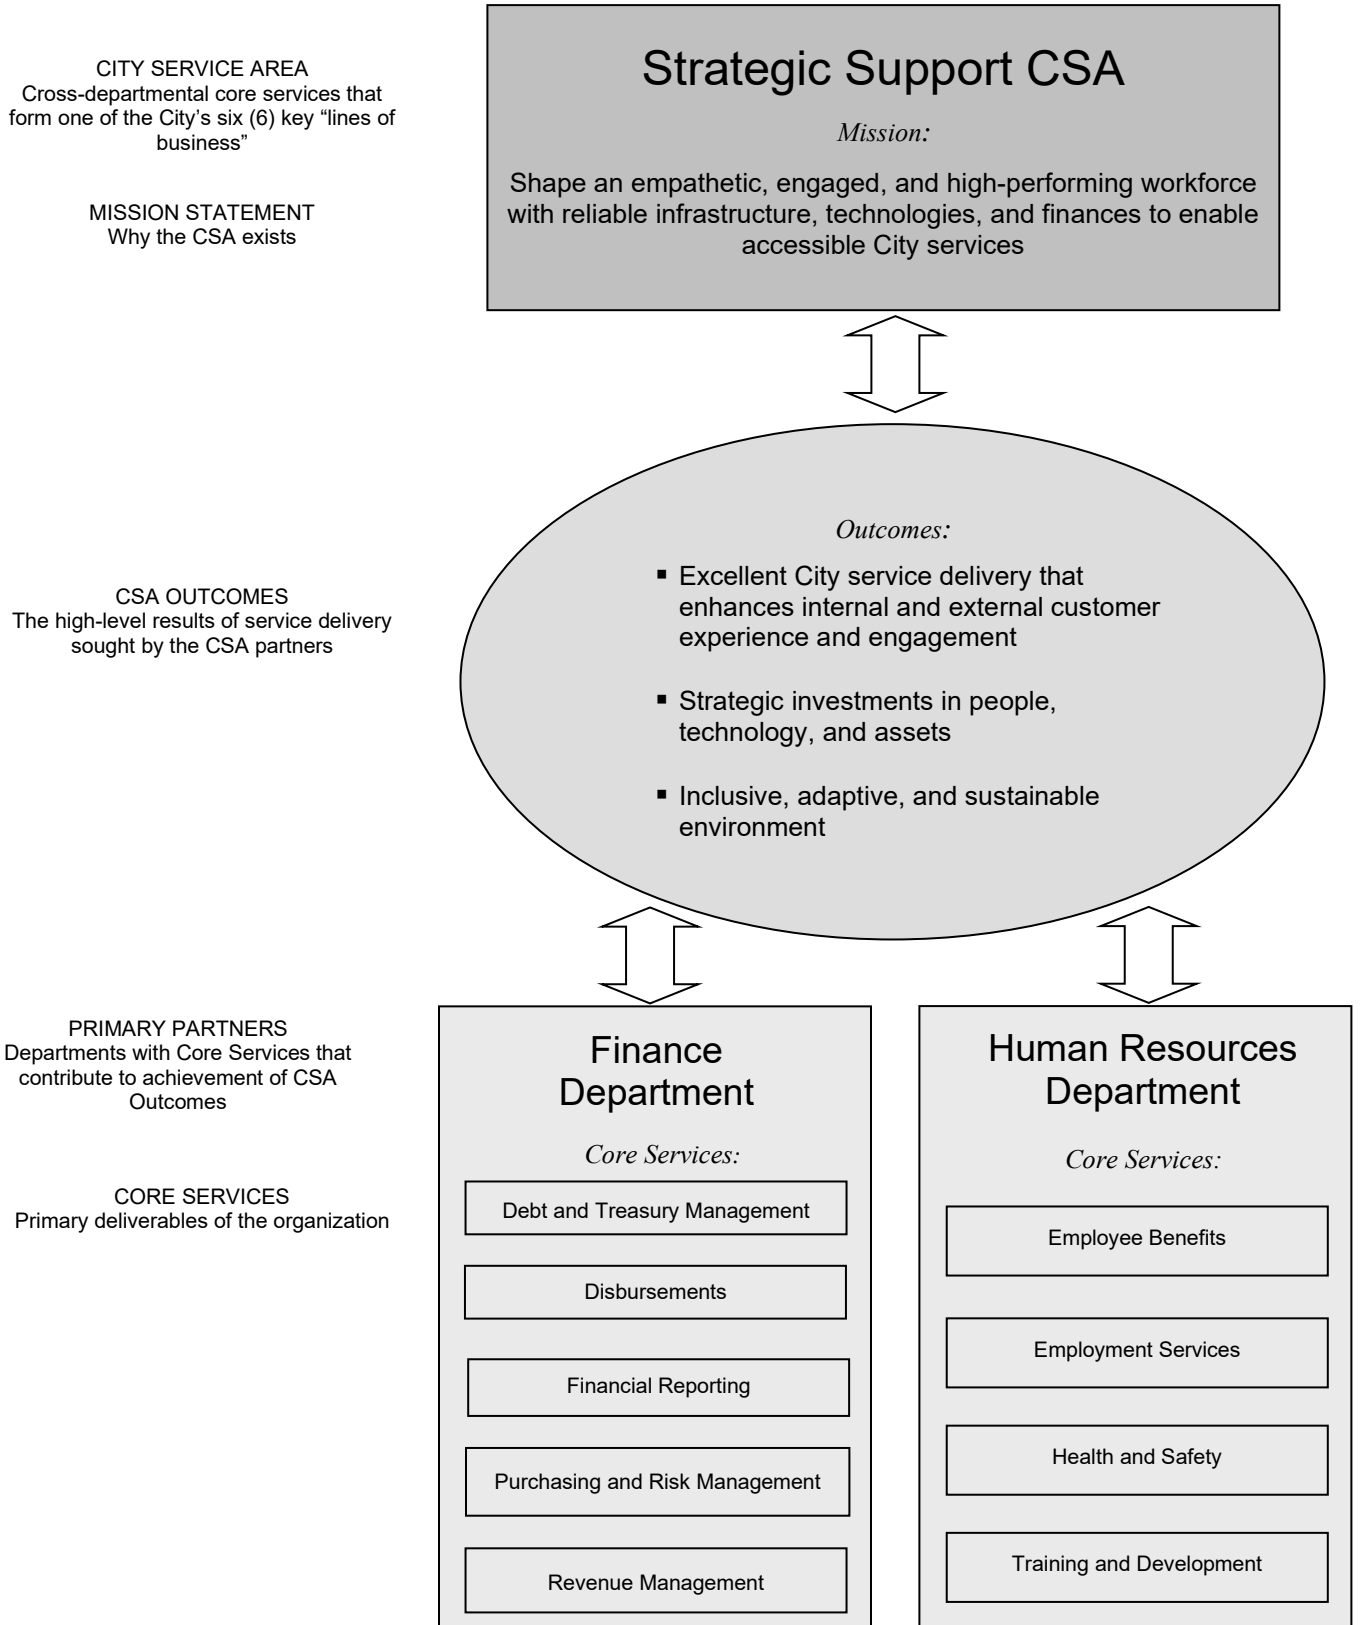 CITY SERVICE AREA
Cross-departmental core services that
form one of the City’s six (6) key “lines of
business”
MISSION STATEMENT
Why the CSA exists
Strategic Support CSA
Mission:
Shape an empathetic, engaged, and high-performing workforce
with reliable infrastructure, technologies, and finances to enable
accessible City services
CSA OUTCOMES
The high-level results of service delivery
sought by the CSA partners
Outcomes:
▪ Excellent City service delivery that
enhances internal and external customer
experience and engagement
▪ Strategic investments in people,
technology, and assets
▪ Inclusive, adaptive, and sustainable
environment
PRIMARY PARTNERS
Departments with Core Services that
contribute to achievement of CSA
Outcomes
CORE SERVICES
Primary deliverables of the organization
Finance
Department
Core Services:
Debt and Treasury Management
Disbursements
Financial Reporting
Purchasing and Risk Management
Revenue Management
Human Resources
Department
Core Services:
Employee Benefits
Employment Services
Health and Safety
Training and Development